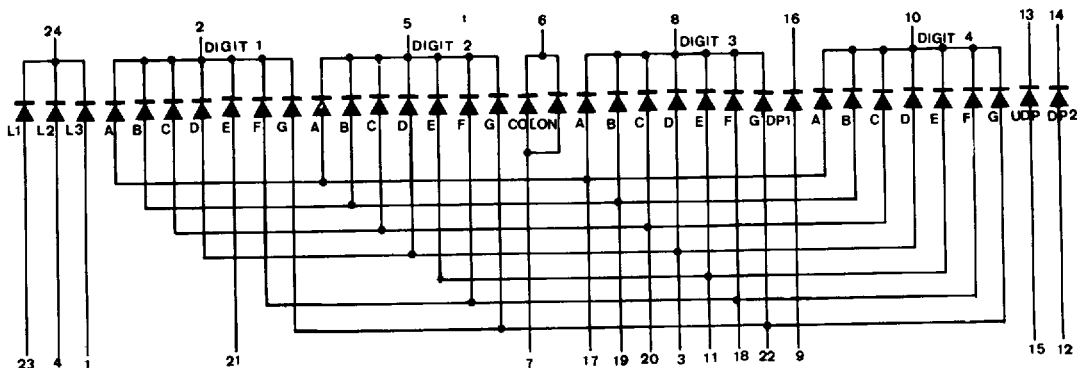 24 2 5 1 6 8 16 10 13 14
DIGIT 1 DIGIT 2 DIGIT 3 DIGIT 4
L1 L2 L3 A B C D E F G A B C D E F G COLON A B C D E F G DP1 A B C D E F G UDP DP2
23 4 1 21 7 17 19 20 3 11 18 22 9 15 12